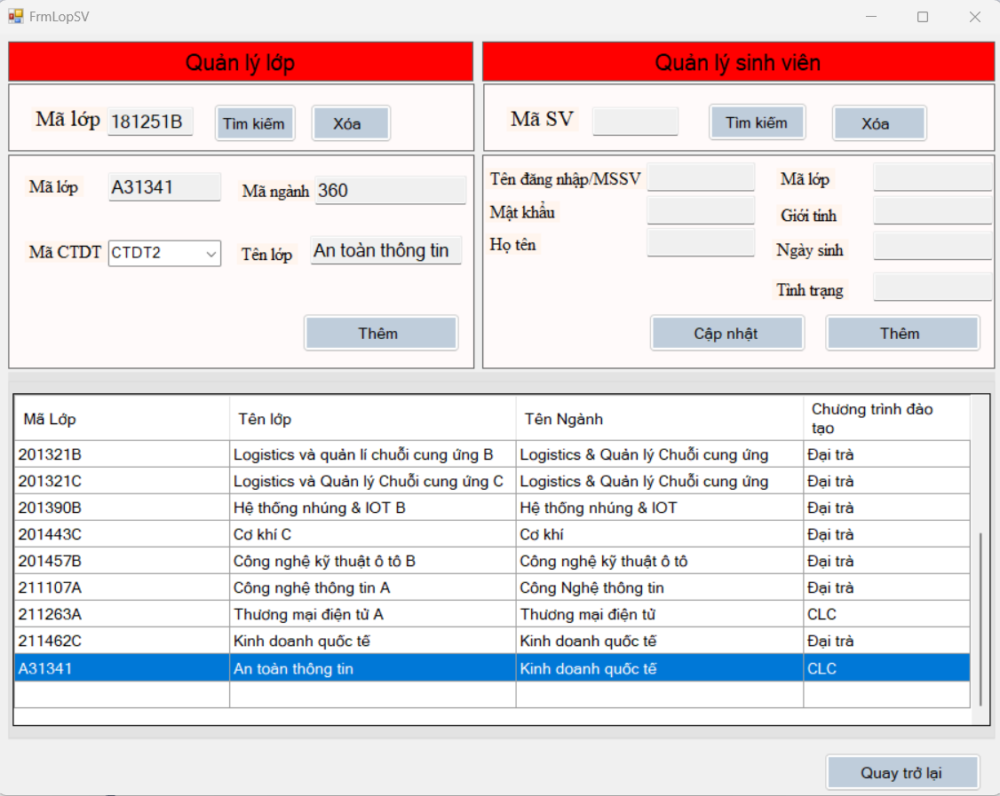 FrmLopSV
Quản lý lớp
Quản lý sinh viên
Mã lớp 181251B Tìm kiếm Xóa
Mã SV Tìm kiếm Xóa
Mã lớp A31341 Mã ngành 360
Mã CTDT CTDT2 Tên lớp An toàn thông tin
Thêm
Tên đăng nhập/MSSV Mã lớp
Mật khẩu Giới tính
Họ tên Ngày sinh
Tình trạng
Cập nhật Thêm
Mã Lớp Tên lớp Tên Ngành Chương trình đào
tạo
201321B Logistics và quản lí chuỗi cung ứng B Logistics & Quản lý Chuỗi cung ứng Đại trà
201321C Logistics và Quản lý Chuỗi cung ứng C Logistics & Quản lý Chuỗi cung ứng Đại trà
201390B Hệ thống nhúng & IOT B Hệ thống nhúng & IOT Đại trà
201443C Cơ khí C Cơ khí Đại trà
201457B Công nghệ kỹ thuật ô tô B Công nghệ kỹ thuật ô tô Đại trà
211107A Công nghệ thông tin A Công Nghệ thông tin Đại trà
211263A Thương mại điện tử A Thương mại điện tử CLC
211462C Kinh doanh quốc tế Kinh doanh quốc tế Đại trà
A31341 An toàn thông tin Kinh doanh quốc tế CLC
Quay trở lại